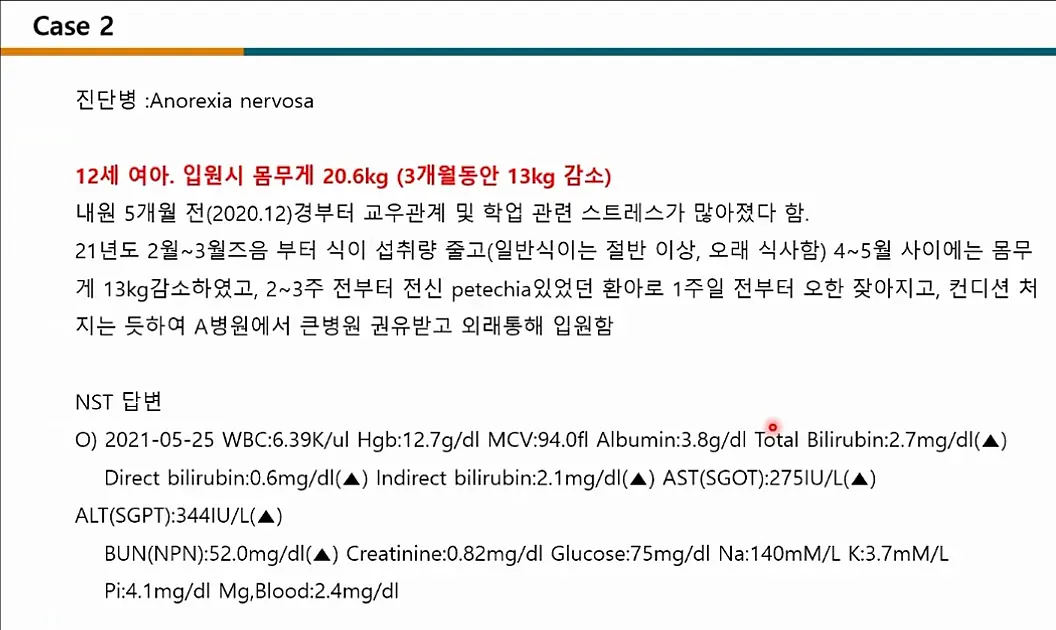 Case 2
진단병 :Anorexia nervosa
12세 여아. 입원시 몸무게 20.6kg (3개월동안 13kg 감소)
내원 5개월 전(2020.12)경부터 교우관계 및 학업 관련 스트레스가 많아졌다 함.
21년도 2월~3월즈음 부터 식이 섭취량 줄고(일반식이는 절반 이상, 오래 식사함) 4~5월 사이에는 몸무
게 13kg감소하였고, 2~3주 전부터 전신 petechia있었던 환아로 1주일 전부터 오한 잦아지고, 컨디션 처
지는 듯하여 A병원에서 큰병원 권유받고 외래통해 입원함
NST 답변
O) 2021-05-25 WBC:6.39K/ul Hgb:12.7g/dl MCV:94.0fl Albumin:3.8g/dl Total Bilirubin:2.7mg/dl(▲)
Direct bilirubin:0.6mg/dl(▲) Indirect bilirubin:2.1mg/dl(▲) AST(SGOT):275IU/L(▲)
ALT(SGPT):344IU/L(▲)
BUN(NPN):52.0mg/dl(▲) Creatinine:0.82mg/dl Glucose:75mg/dl Na:140mM/L K:3.7mM/L
Pi:4.1mg/dl Mg,Blood:2.4mg/dl